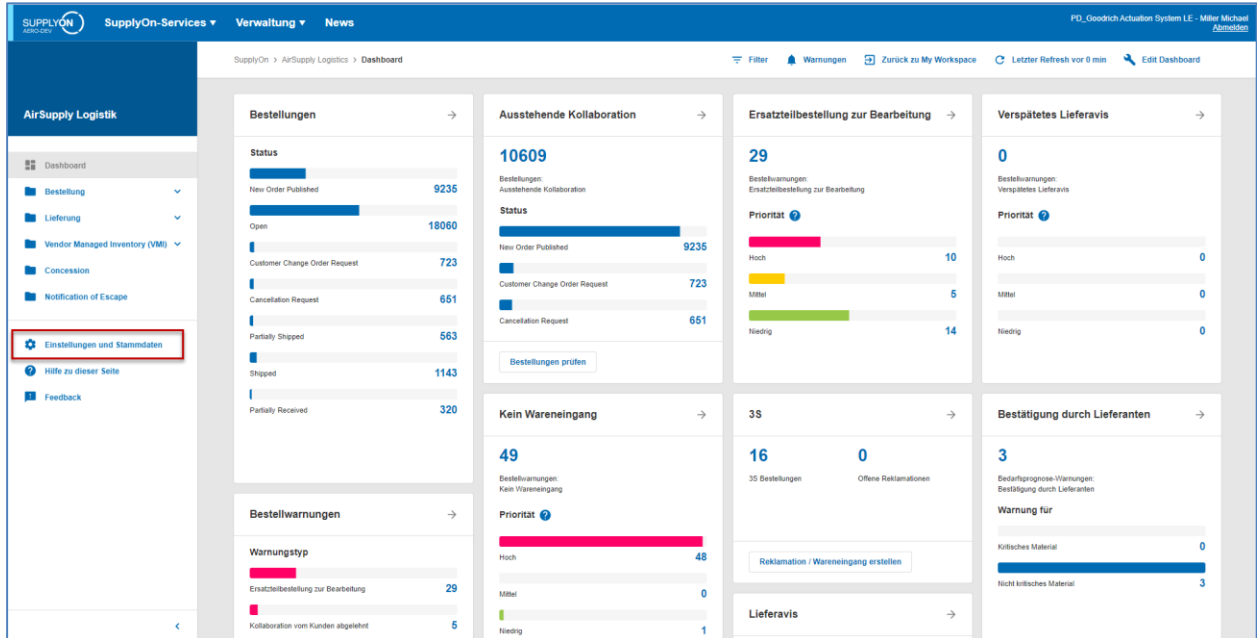 SUPPLYON
AERO-DEV
SupplyOn-Services
Verwaltung
News
PD_Goodrich Actuation System LE - Miller Michael
Abmelden
SupplyOn > AirSupply Logistics > Dashboard
Filter
Warnungen
Zurück zu My Workspace
Letzter Refresh vor 0 min
Edit Dashboard
AirSupply Logistik
Dashboard
Bestellung
Lieferung
Vendor Managed Inventory (VMI)
Concession
Notification of Escape
Einstellungen und Stammdaten
Hilfe zu dieser Seite
Feedback
Bestellungen
Status
New Order Published 9235
Open 18060
Customer Change Order Request 723
Cancellation Request 651
Partially Shipped 563
Shipped 1143
Partially Received 320
Bestellwarnungen
Warnungstyp
Ersatzteilbestellung zur Bearbeitung 29
Kollaboration vom Kunden abgelehnt 5
Ausstehende Kollaboration
10609
Bestellungen:
Ausstehende Kollaboration
Status
New Order Published 9235
Customer Change Order Request 723
Cancellation Request 651
Bestellungen prüfen
Kein Wareneingang
49
Bestellwarnungen:
Kein Wareneingang
Priorität
Hoch 48
Mittel 0
Niedrig 1
Ersatzteilbestellung zur Bearbeitung
29
Bestellwarnungen:
Ersatzteilbestellung zur Bearbeitung
Priorität
Hoch 10
Mittel 5
Niedrig 14
3S
16 0
3S Bestellungen Offene Reklamationen
Reklamation / Wareneingang erstellen
Lieferavis
Verspätetes Lieferavis
0
Bestellwarnungen:
Verspätetes Lieferavis
Priorität
Hoch 0
Mittel 0
Niedrig 0
Bestätigung durch Lieferanten
3
Bedarfsprognose-Warnungen:
Bestätigung durch Lieferanten
Warnung für
Kritisches Material 0
Nicht kritisches Material 3